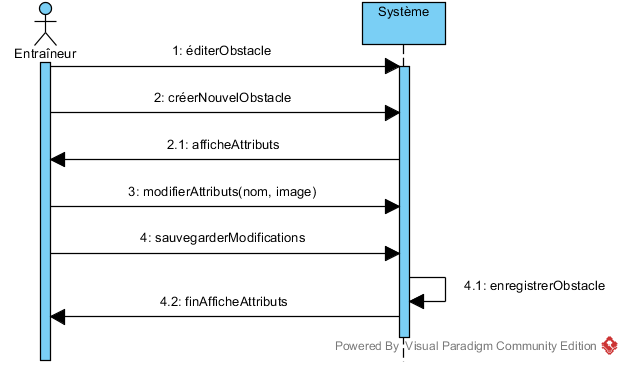 Système
Entraîneur
1: éditerObstacle
2: créerNouvelObstacle
2.1: afficheAttributs
3: modifierAttributs(nom, image)
4: sauvegarderModifications
4.1: enregistrerObstacle
4.2: finAfficheAttributs
Powered By Visual Paradigm Community Edition